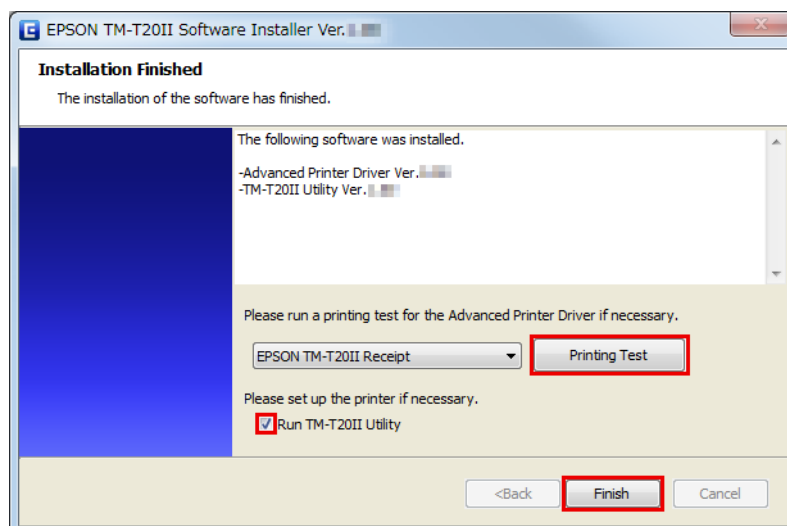 EPSON TM-T20II Software Installer Ver.
Installation Finished
The installation of the software has finished.
The following software was installed.
-Advanced Printer Driver Ver.
-TM-T20II Utility Ver.
Please run a printing test for the Advanced Printer Driver if necessary.
EPSON TM-T20II Receipt Printing Test
Please set up the printer if necessary.
Run TM-T20II Utility
<Back Finish Cancel